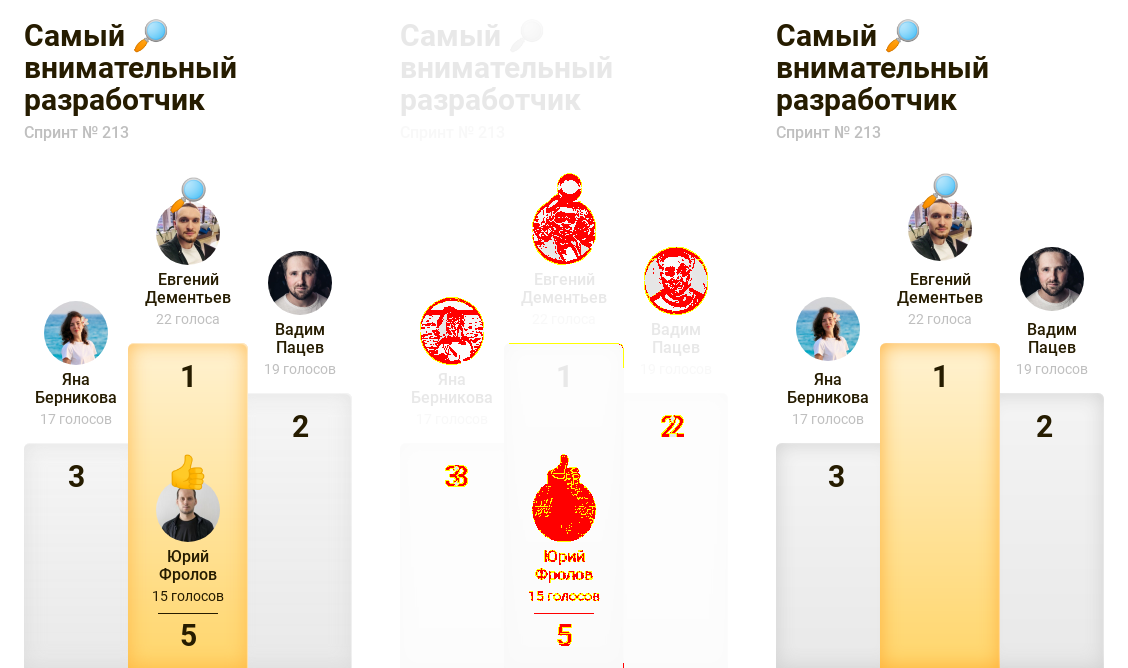 Самый 🔎
внимательный
разработчик
Спринт № 213
Евгений
Дементьев
22 голоса
Вадим
Пацев
19 голосов
Яна
Берникова
17 голосов
1
2
3
Юрий
Фролов
15 голосов
5
Самый 🔎
внимательный
разработчик
Спринт № 213
Евгений
Дементьев
22 голоса
Вадим
Пацев
19 голосов
Яна
Берникова
17 голосов
1
2
3
Юрий
Фролов
15 голосов
5
Самый 🔎
внимательный
разработчик
Спринт № 213
Евгений
Дементьев
22 голоса
Вадим
Пацев
19 голосов
Яна
Берникова
17 голосов
1
2
3